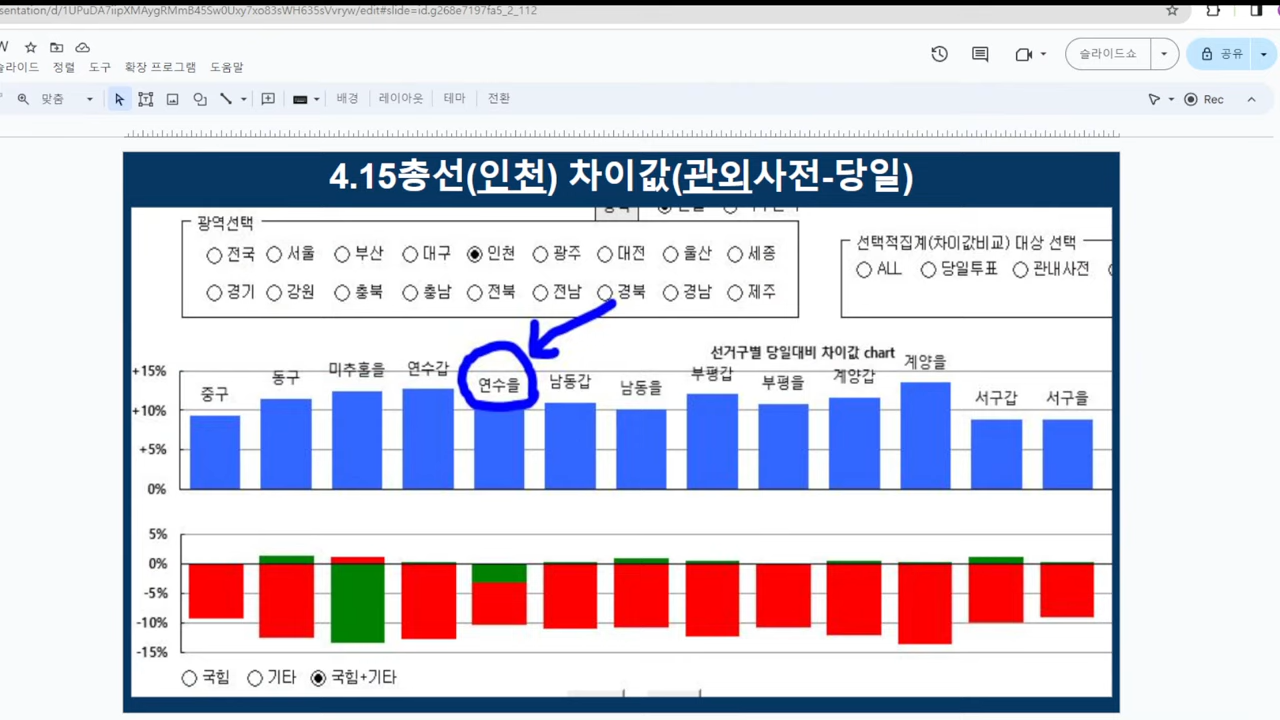 sentation/d/1UPuDA7iipXMAygRMmB45Sw0Uxy7xo83sWH635sVvryw/edit#slide=id.g268e7197fa5_2_112
슬라이드 정렬 도구 확장 프로그램 도움말
슬라이드쇼
공유
맞춤
배경 레이아웃 테마 전환
Rec
4.15총선(인천) 차이값(관외사전-당일)
광역선택
전국 서울 부산 대구 인천 광주 대전 울산 세종
경기 강원 충북 충남 전북 전남 경북 경남 제주
선택적집계(차이값비교) 대상 선택
ALL 당일투표 관내사전
선거구별 당일대비 차이값 chart
+15%
+10%
+5%
0%
중구 동구 미추홀을 연수갑 연수을 남동갑 남동을 부평갑 부평을 계양갑 계양을 서구갑 서구을
5%
0%
-5%
-10%
-15%
국힘 기타 국힘+기타